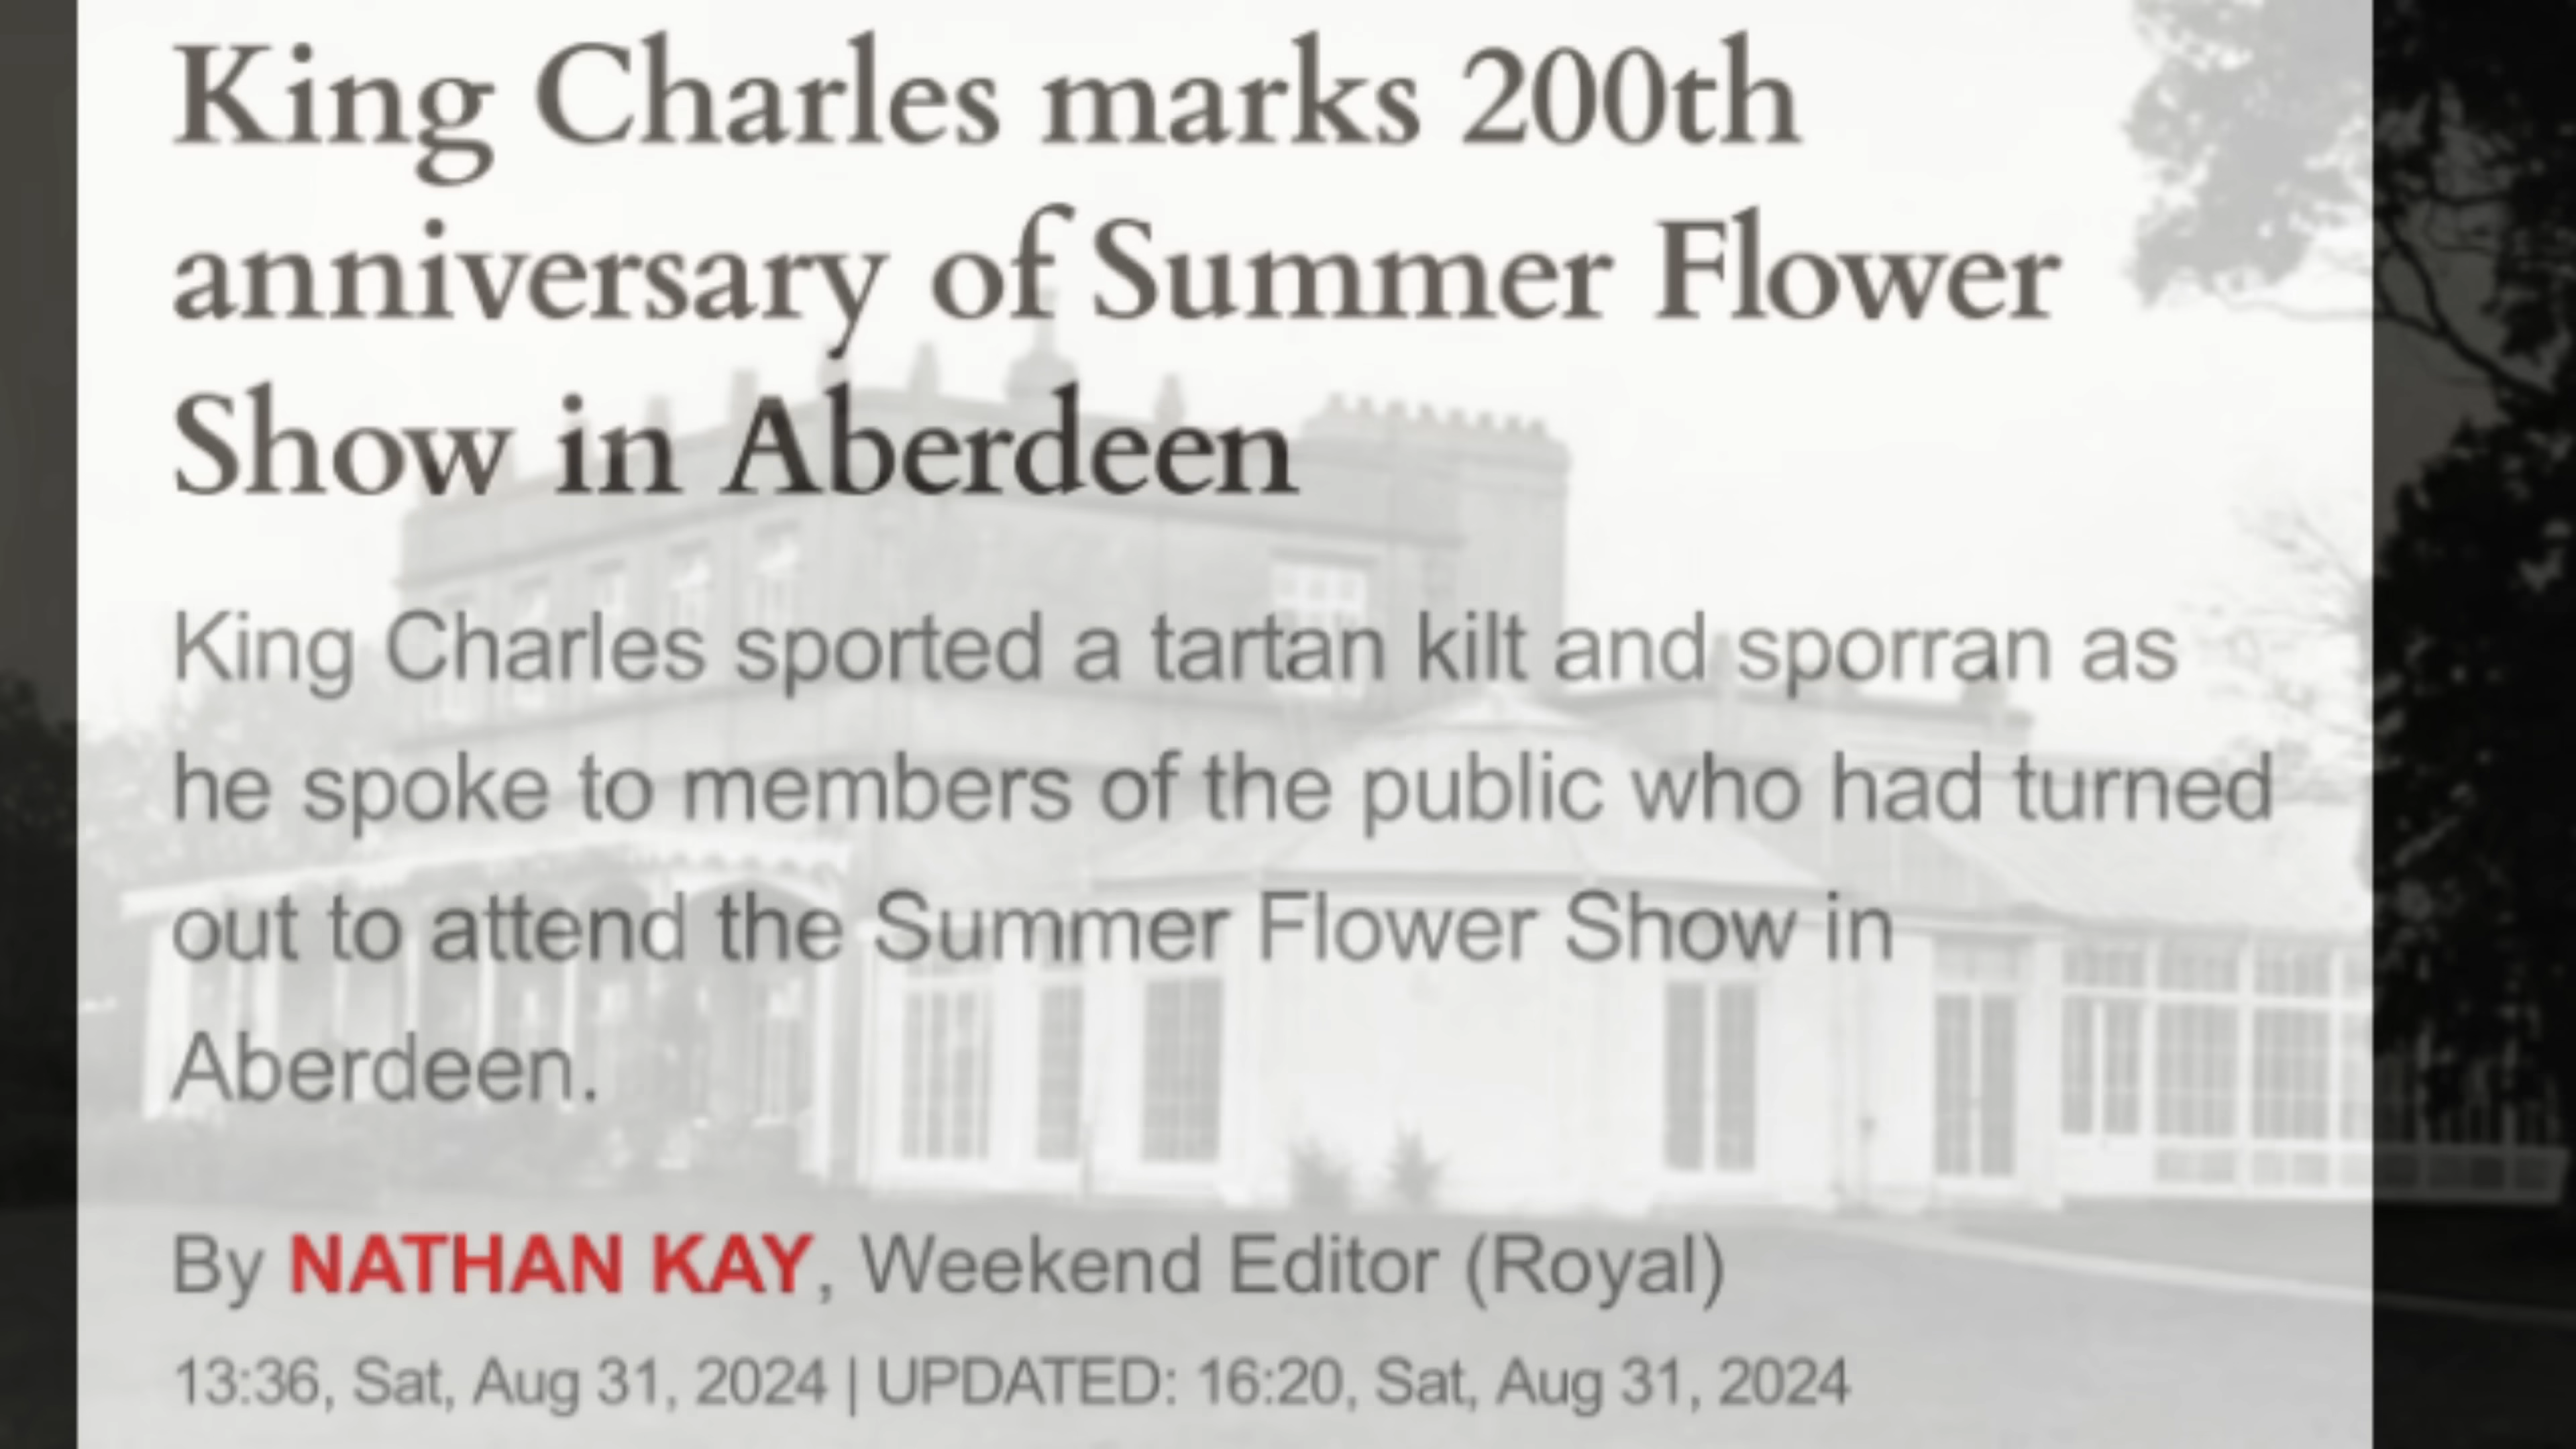 King Charles marks 200th
anniversary of Summer Flower
Show in Aberdeen
King Charles sported a tartan kilt and sporran as
he spoke to members of the public who had turned
out to attend the Summer Flower Show in
Aberdeen.
By NATHAN KAY, Weekend Editor (Royal)
13:36, Sat, Aug 31, 2024 | UPDATED: 16:20, Sat, Aug 31, 2024